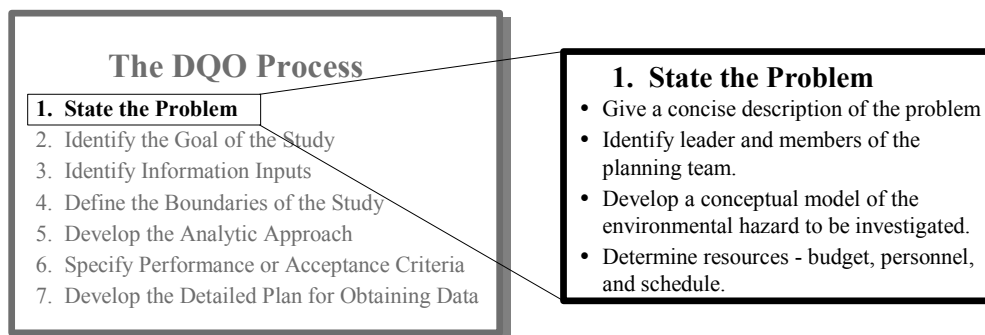 The DQO Process
1. State the Problem
2. Identify the Goal of the Study
3. Identify Information Inputs
4. Define the Boundaries of the Study
5. Develop the Analytic Approach
6. Specify Performance or Acceptance Criteria
7. Develop the Detailed Plan for Obtaining Data
1. State the Problem
• Give a concise description of the problem
• Identify leader and members of the
planning team.
• Develop a conceptual model of the
environmental hazard to be investigated.
• Determine resources - budget, personnel,
and schedule.